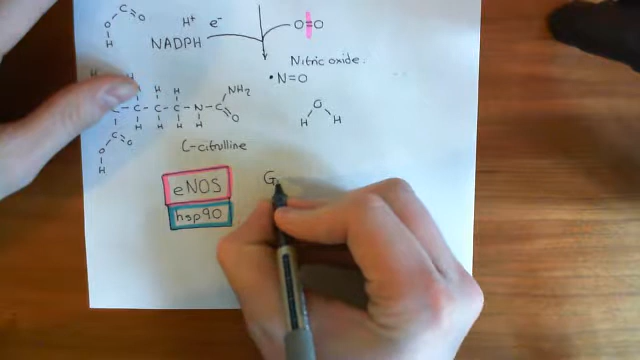 C=O
O
H
H+ e-
NADPH
O=O
Nitric oxide:
•N=O
H H H
NH2
C-C-C-C-N-C
O
H H H H
C=O
O
H
O
H H
L-citrulline
eNOS
hsp90
G